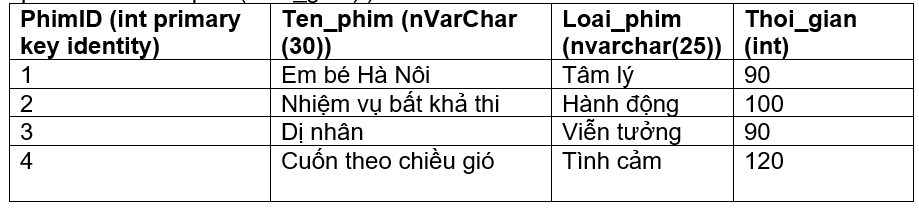 PhimID (int primary key identity) Ten_phim (nVarChar (30)) Loai_phim (nvarchar(25)) Thoi_gian (int)
1 Em bé Hà Nôi Tâm lý 90
2 Nhiệm vụ bất khả thi Hành động 100
3 Dị nhân Viễn tưởng 90
4 Cuốn theo chiều gió Tình cảm 120